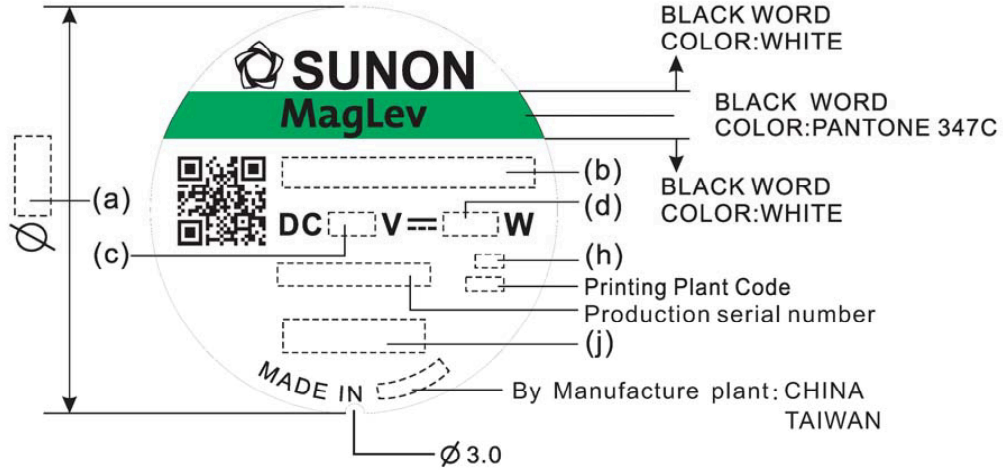 BLACK WORD
COLOR:WHITE
SUNON
MagLev
BLACK WORD
COLOR:PANTONE 347C
(b)
BLACK WORD
COLOR:WHITE
(a)
(d)
DC V⎓ W
Ø
(c)
(h)
Printing Plant Code
Production serial number
(j)
MADE IN
By Manufacture plant: CHINA
TAIWAN
Ø 3.0